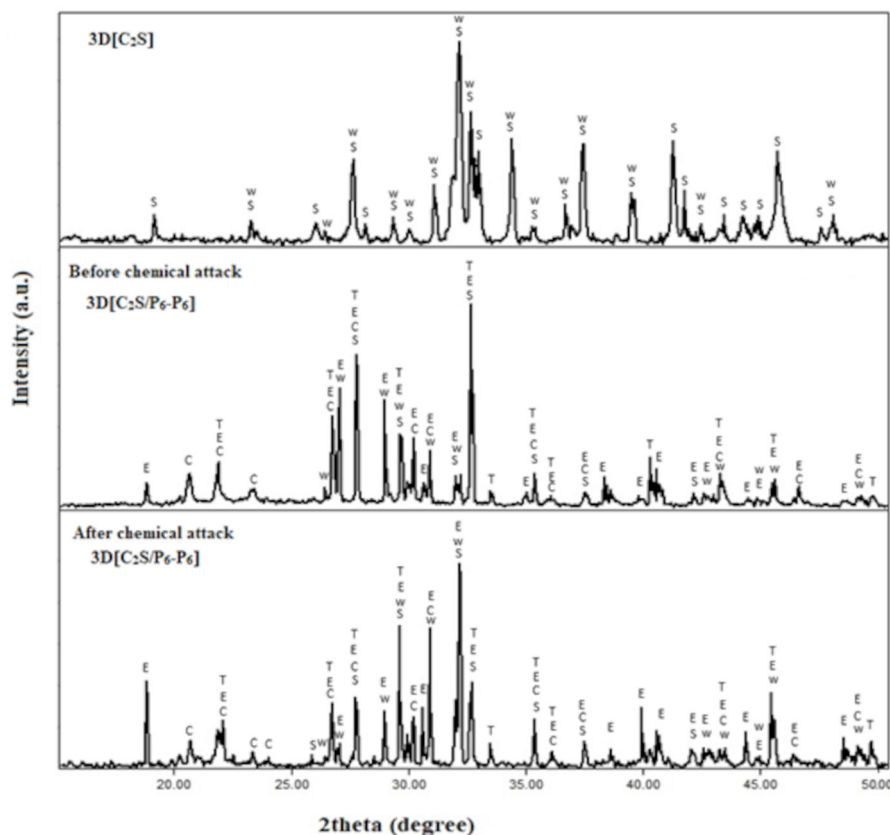 3D[C₂S]
S
w S
S
w
w S
S
w S
w S
w S
w S
w S
S
w S
w S
w S
w S
w S
S
S
w S
S
S
S
S
S
w S
Before chemical attack
3D[C₂S/P₆-P₆]
E
C
T E C
C
w
T E C
E w
T E C S
E w
T E w S
E C
E
E C w
E w S
T E S
T
E
T E C S
T E C
E C S
E
E
T
E
E S
E w
T E C w
E
w E
T E w
E C
E
E C w
T
After chemical attack
3D[C₂S/P₆-P₆]
E
C
T E C
C
C
S
w
T E C
E w
T E C S
E w
T E w S
E C
E
E C w
E w S
T E S
T
T E C S
T E C
E C S
E
E
E
E S
E w
T E C w
E
w E
T E w
E C
E
E C w
T
Intensity (a.u.)
20.00 25.00 30.00 35.00 40.00 45.00 50.00
2theta (degree)